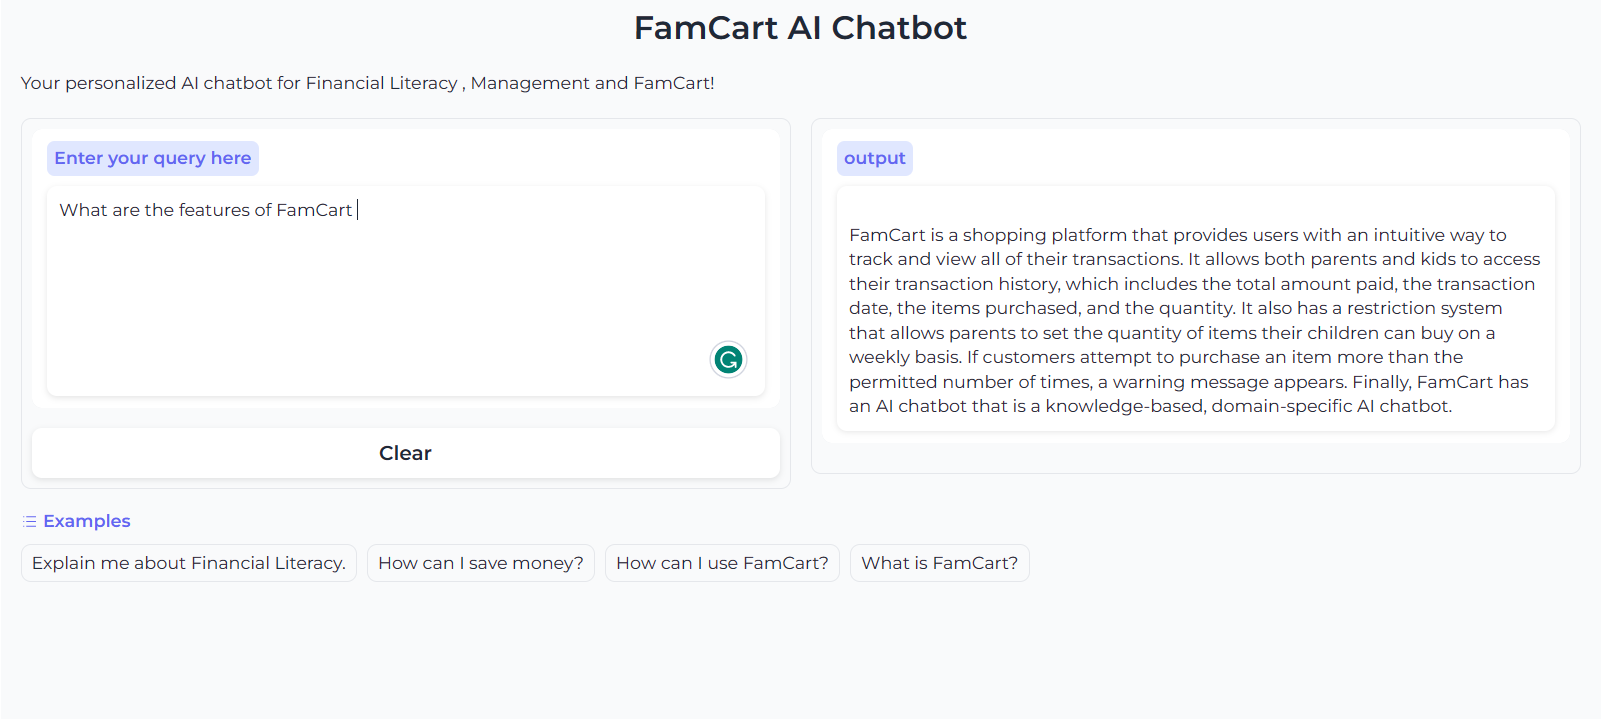 FamCart AI Chatbot
Your personalized AI chatbot for Financial Literacy , Management and FamCart!
Enter your query here
What are the features of FamCart
Clear
output
FamCart is a shopping platform that provides users with an intuitive way to
track and view all of their transactions. It allows both parents and kids to access
their transaction history, which includes the total amount paid, the transaction
date, the items purchased, and the quantity. It also has a restriction system
that allows parents to set the quantity of items their children can buy on a
weekly basis. If customers attempt to purchase an item more than the
permitted number of times, a warning message appears. Finally, FamCart has
an AI chatbot that is a knowledge-based, domain-specific AI chatbot.
Examples
Explain me about Financial Literacy.
How can I save money?
How can I use FamCart?
What is FamCart?